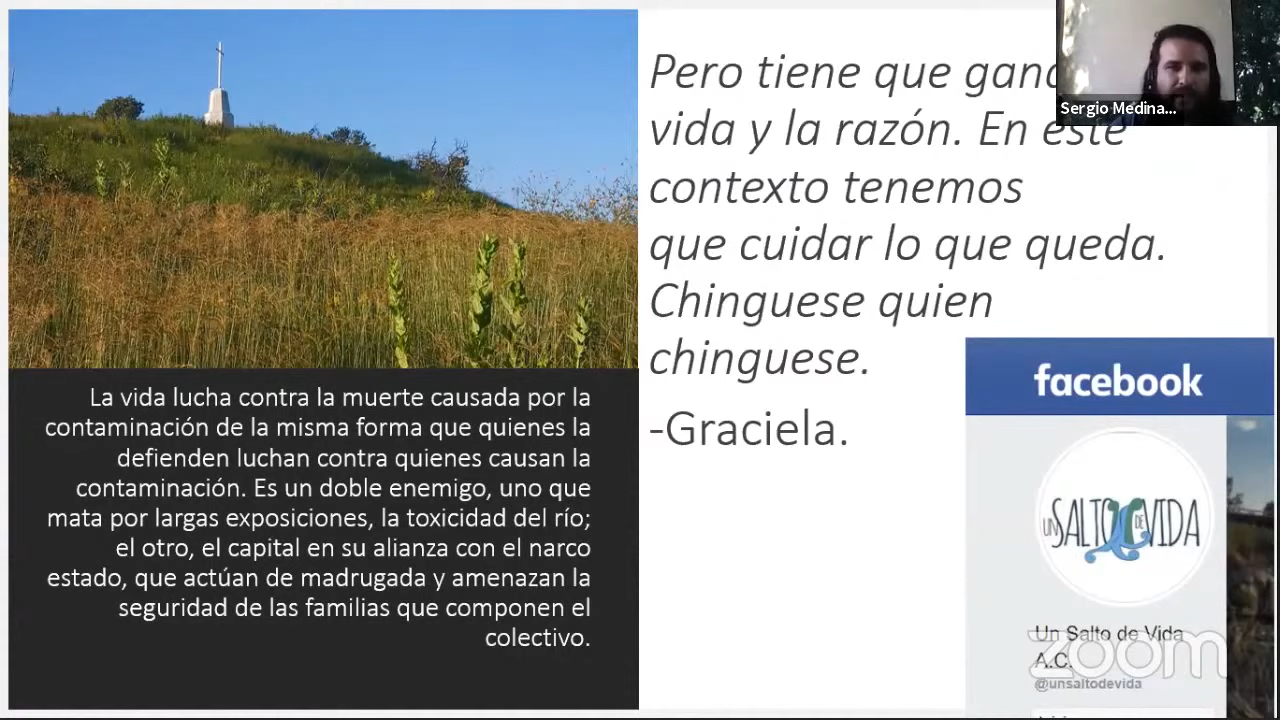 Pero tiene que
vida y la razón. En este
contexto tenemos
que cuidar lo que queda.
Chinguese quien
chinguese.
-Graciela.
Sergio Medina...
La vida lucha contra la muerte causada por la
contaminación de la misma forma que quienes la
defienden luchan contra quienes causan la
contaminación. Es un doble enemigo, uno que
mata por largas exposiciones, la toxicidad del río;
el otro, el capital en su alianza con el narco
estado, que actúan de madrugada y amenazan la
seguridad de las familias que componen el
colectivo.
facebook
UN SALTO DE VIDA
Un Salto de Vida
A.C.
@unsaltodevida
zoom